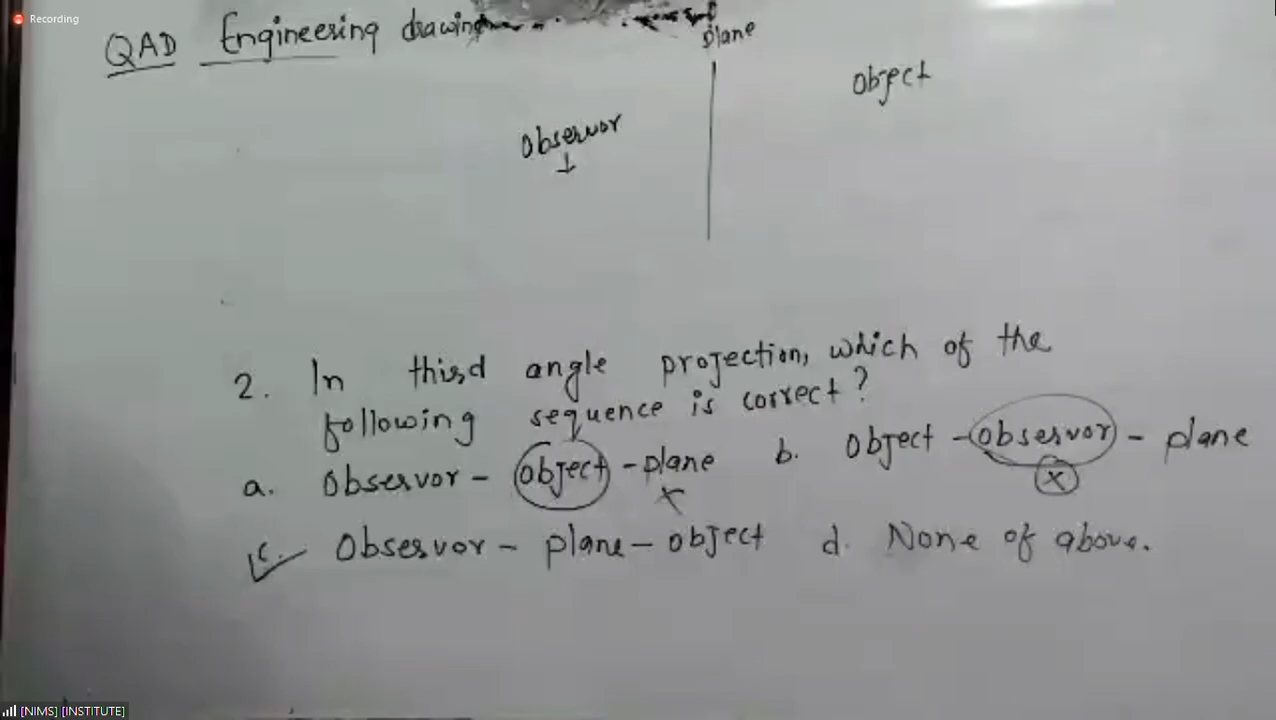 Recording
QAD Engineering drawing
plane
Object
Observor
2. In third angle projection, which of the
following sequence is correct?
a. Observor - object - plane b. Object - observor - plane
x x
c. Observor - plane - object d. None of above.
[NIMS] [INSTITUTE]